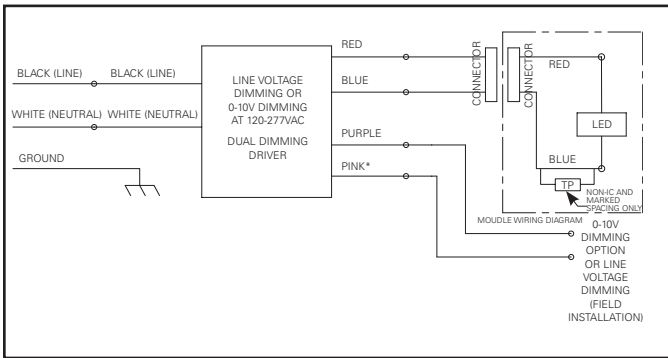 BLACK (LINE)
BLACK (LINE)
WHITE (NEUTRAL)
WHITE (NEUTRAL)
GROUND
LINE VOLTAGE
DIMMING OR
0-10V DIMMING
AT 120-277VAC
DUAL DIMMING
DRIVER
RED
BLUE
PURPLE
PINK*
CONNECTOR
CONNECTOR
RED
LED
BLUE
TP
NON-IC AND
MARKED
SPACING ONLY
MOUDLE WIRING DIAGRAM
0-10V
DIMMING
OPTION
OR LINE
VOLTAGE
DIMMING
(FIELD
INSTALLATION)